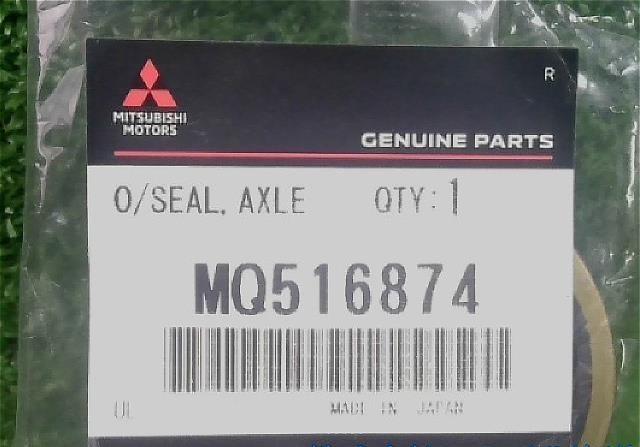 R
MITSUBISHI
MOTORS
GENUINE PARTS
O/SEAL, AXLE QTY: 1
MQ516874
UL MADE IN JAPAN